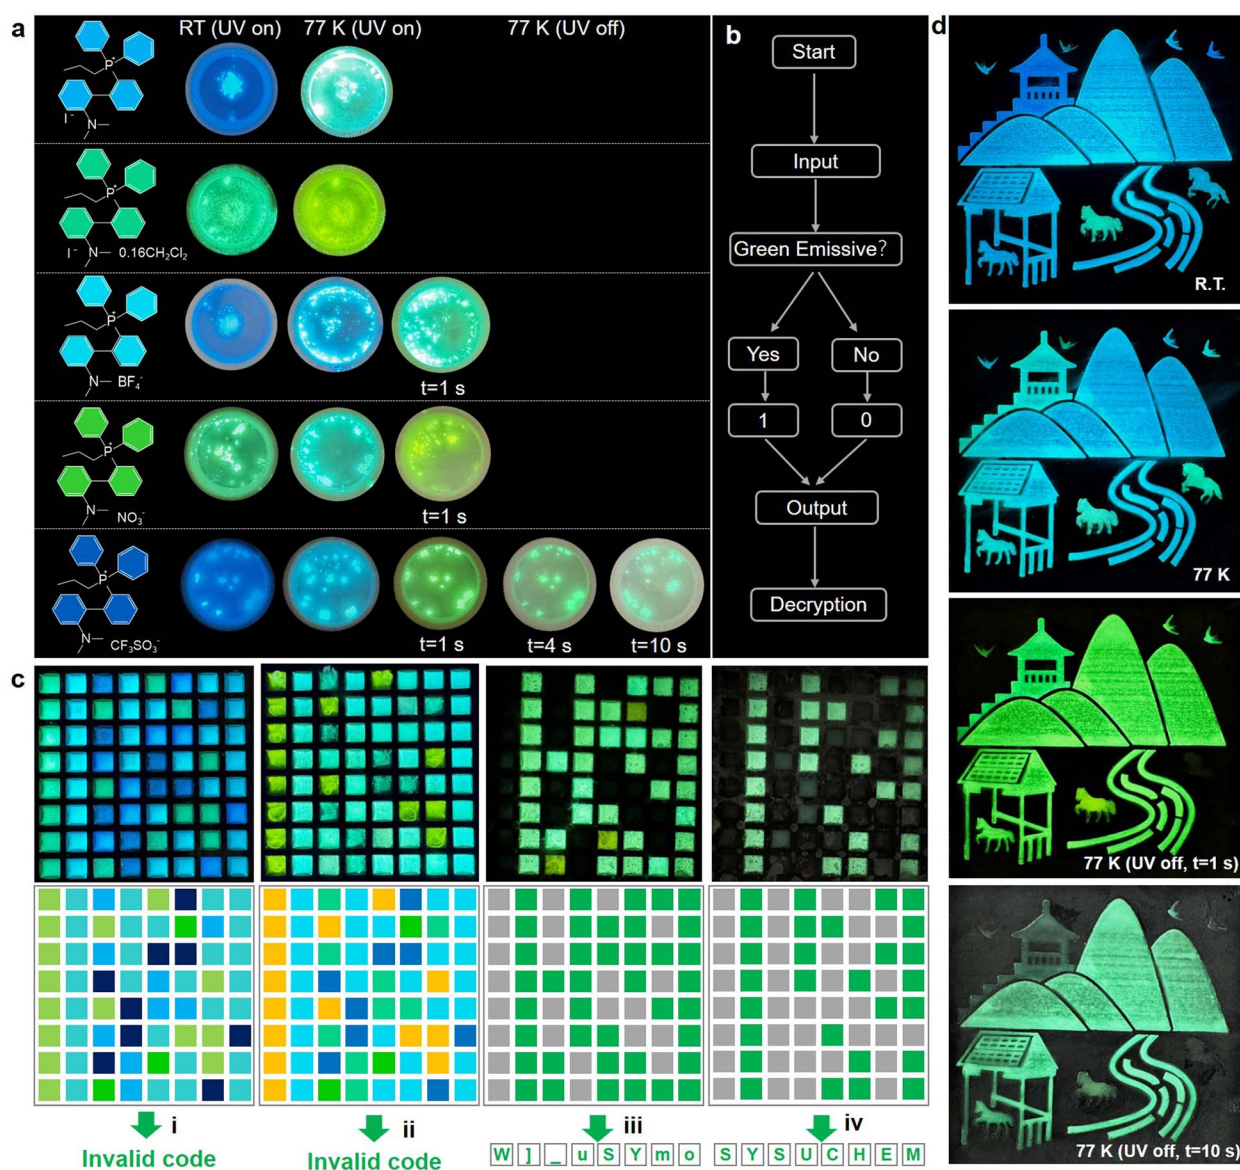 a
RT (UV on)
77 K (UV on)
77 K (UV off)
P+
I-
N
P+
I-
N
0.16CH2Cl2
P+
N
BF4-
t=1 s
P+
N
NO3-
t=1 s
P+
N
CF3SO3-
t=1 s
t=4 s
t=10 s
b
Start
Input
Green Emissive?
Yes
No
1
0
Output
Decryption
c
i
Invalid code
ii
Invalid code
iii
W ] _ u S Y m o
iv
S Y S U C H E M
d
R.T.
77 K
77 K (UV off, t=1 s)
77 K (UV off, t=10 s)